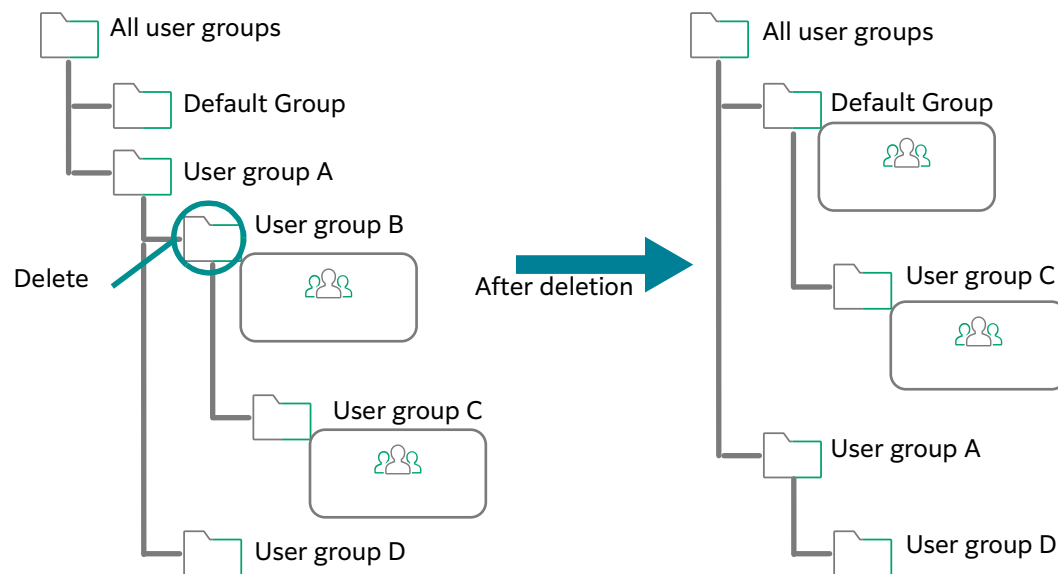 All user groups
Default Group
User group A
User group B
Delete
User group C
User group D
After deletion
All user groups
Default Group
User group C
User group A
User group D